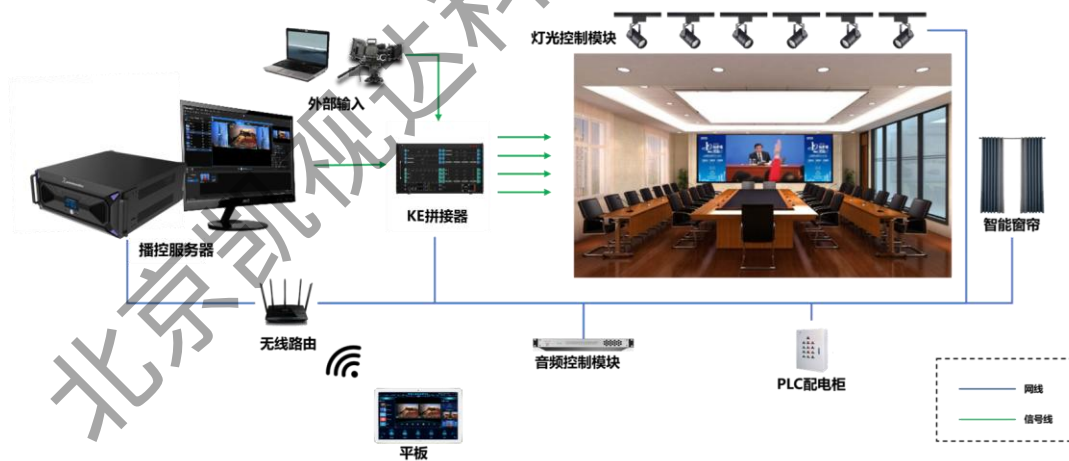 灯光控制模块
外部输入
KE拼接器
智能窗帘
播控服务器
无线路由
音频控制模块
PLC配电柜
网线
信号线
平板
北京凯视达科